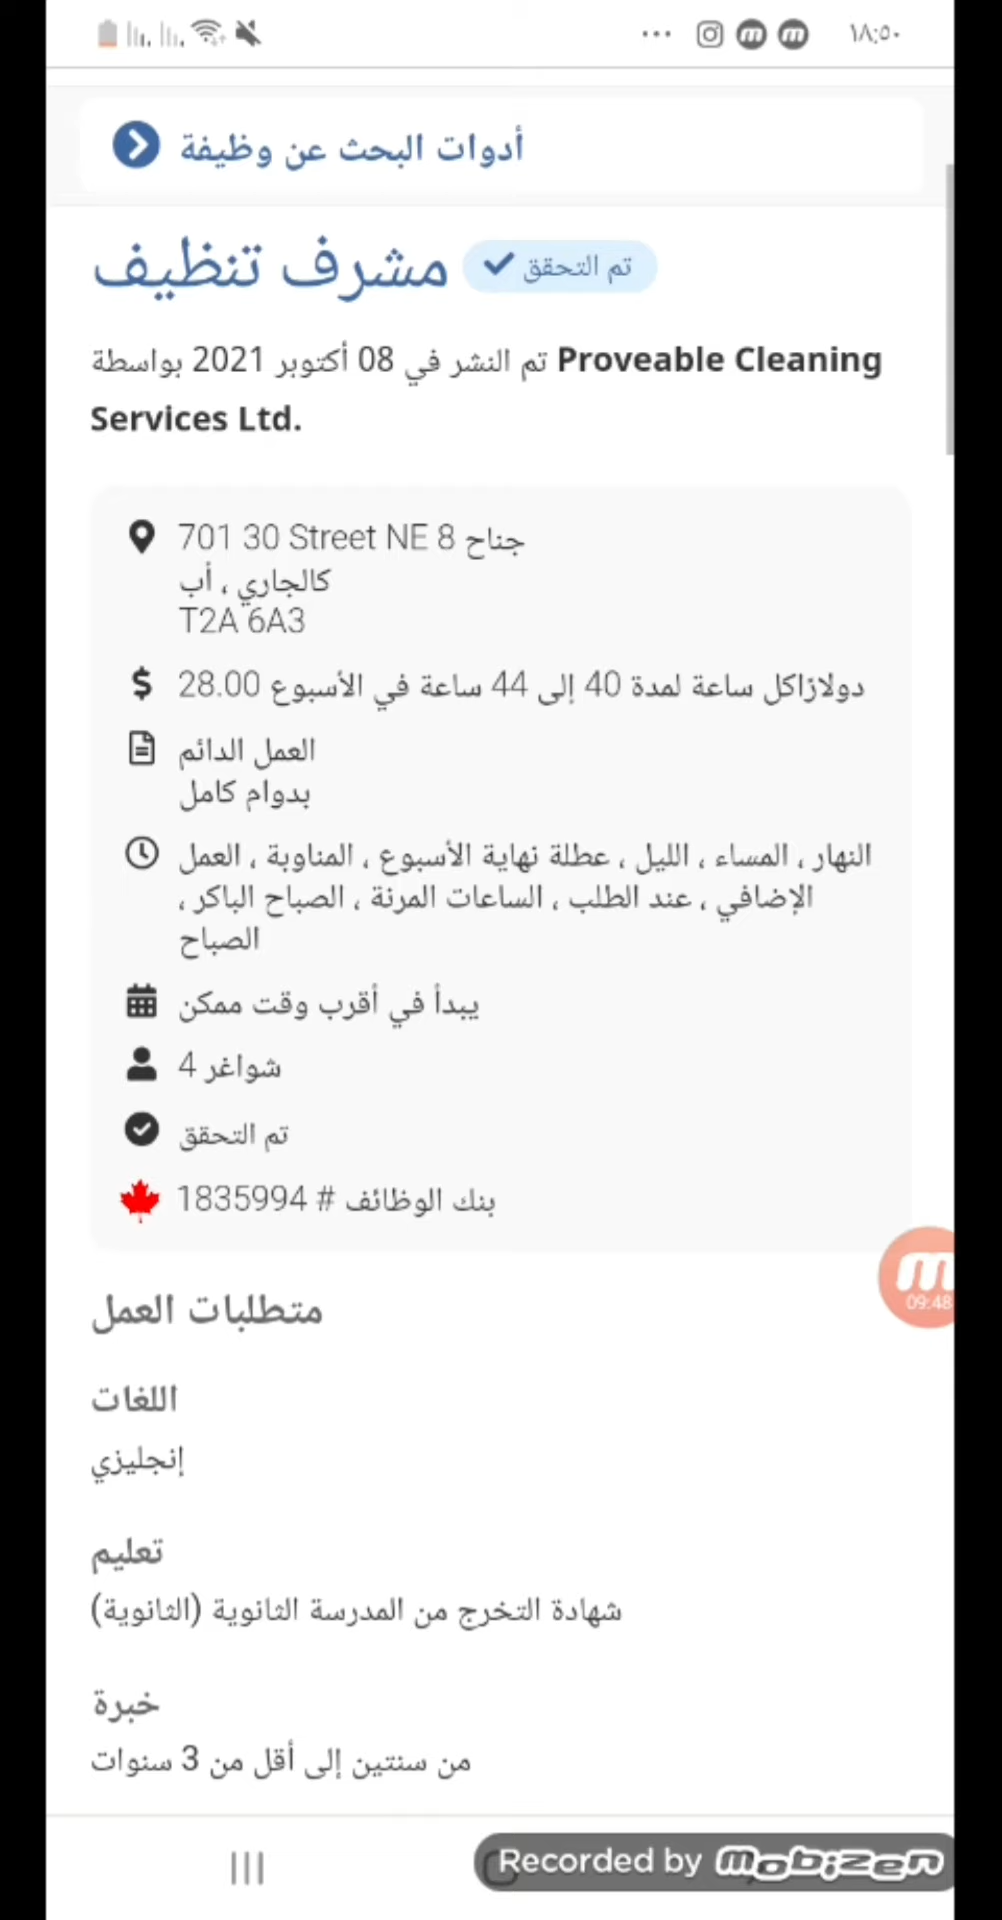 ١٨:٥٠
أدوات البحث عن وظيفة
مشرف تنظيف تم التحقق
تم النشر في 08 أكتوبر 2021 بواسطة Proveable Cleaning
Services Ltd.
701 30 Street NE 8 جناح
كالجاري ، أب
T2A 6A3
28.00 دولارًاكل ساعة لمدة 40 إلى 44 ساعة في الأسبوع
العمل الدائم
بدوام كامل
النهار ، المساء ، الليل ، عطلة نهاية الأسبوع ، المناوبة ، العمل
الإضافي ، عند الطلب ، الساعات المرنة ، الصباح الباكر ،
الصباح
يبدأ في أقرب وقت ممكن
4 شواغر
تم التحقق
بنك الوظائف # 1835994
m
09:48
متطلبات العمل
اللغات
إنجليزي
تعليم
شهادة التخرج من المدرسة الثانوية (الثانوية)
خبرة
من سنتين إلى أقل من 3 سنوات
Recorded by mobizen